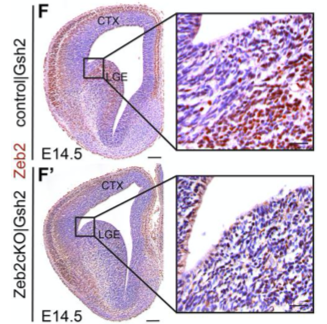 F
control|Gsh2
CTX
LGE
E14.5
Zeb2
F'
Zeb2cKO|Gsh2
CTX
LGE
E14.5